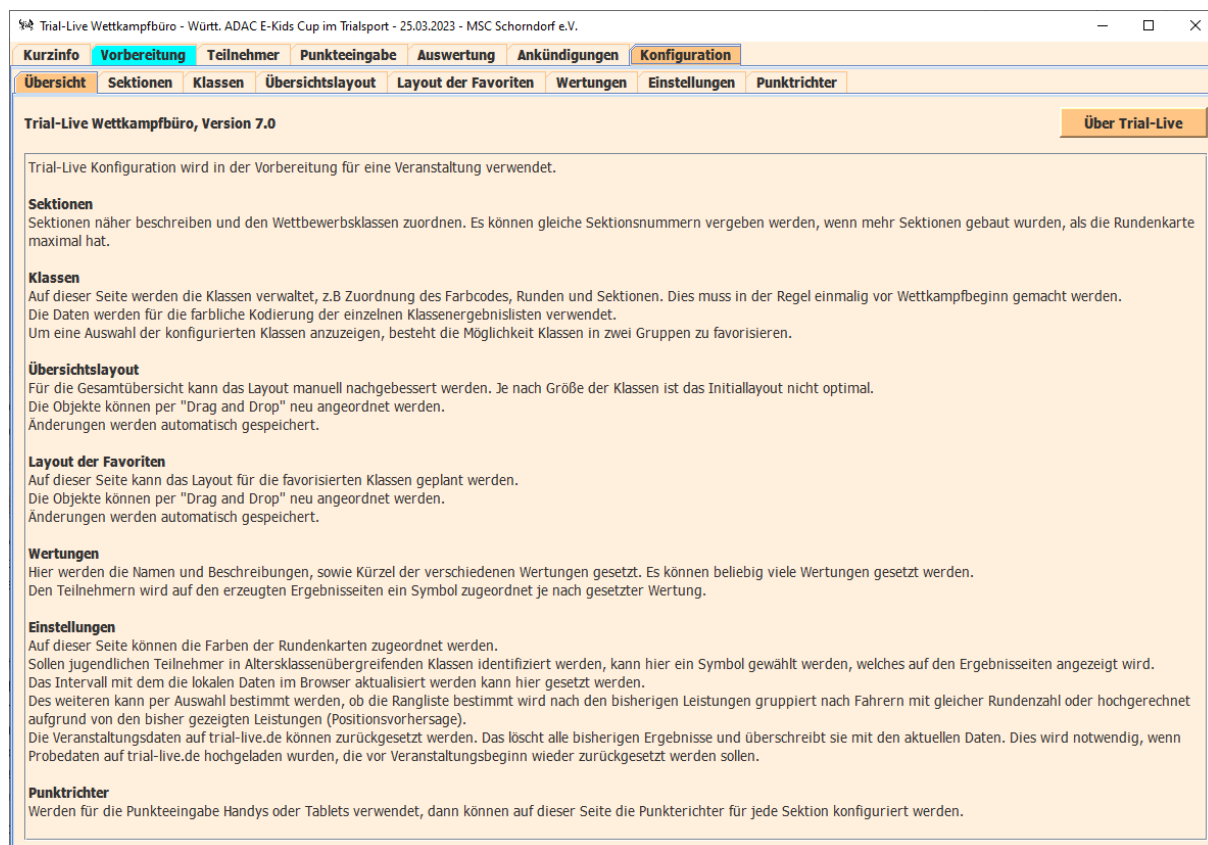 Trial-Live Wettkampfbüro - Württ. ADAC E-Kids Cup im Trialsport - 25.03.2023 - MSC Schorndorf e.V.
Kurzinfo Vorbereitung Teilnehmer Punkteeingabe Auswertung Ankündigungen Konfiguration
Übersicht Sektionen Klassen Übersichtslayout Layout der Favoriten Wertungen Einstellungen Punktrichter
Trial-Live Wettkampfbüro, Version 7.0 Über Trial-Live
Trial-Live Konfiguration wird in der Vorbereitung für eine Veranstaltung verwendet.
Sektionen
Sektionen näher beschreiben und den Wettbewerbsklassen zuordnen. Es können gleiche Sektionsnummern vergeben werden, wenn mehr Sektionen gebaut wurden, als die Rundenkarte
maximal hat.
Klassen
Auf dieser Seite werden die Klassen verwaltet, z.B Zuordnung des Farbcodes, Runden und Sektionen. Dies muss in der Regel einmalig vor Wettkampfbeginn gemacht werden.
Die Daten werden für die farbliche Kodierung der einzelnen Klassenergebnislisten verwendet.
Um eine Auswahl der konfigurierten Klassen anzuzeigen, besteht die Möglichkeit Klassen in zwei Gruppen zu favorisieren.
Übersichtslayout
Für die Gesamtübersicht kann das Layout manuell nachgebessert werden. Je nach Größe der Klassen ist das Initiallayout nicht optimal.
Die Objekte können per "Drag and Drop" neu angeordnet werden.
Änderungen werden automatisch gespeichert.
Layout der Favoriten
Auf dieser Seite kann das Layout für die favorisierten Klassen geplant werden.
Die Objekte können per "Drag and Drop" neu angeordnet werden.
Änderungen werden automatisch gespeichert.
Wertungen
Hier werden die Namen und Beschreibungen, sowie Kürzel der verschiedenen Wertungen gesetzt. Es können beliebig viele Wertungen gesetzt werden.
Den Teilnehmern wird auf den erzeugten Ergebnisseiten ein Symbol zugeordnet je nach gesetzter Wertung.
Einstellungen
Auf dieser Seite können die Farben der Rundenkarten zugeordnet werden.
Sollen jugendlichen Teilnehmer in Altersklassenübergreifenden Klassen identifiziert werden, kann hier ein Symbol gewählt werden, welches auf den Ergebnisseiten angezeigt wird.
Das Intervall mit dem die lokalen Daten im Browser aktualisiert werden kann hier gesetzt werden.
Des weiteren kann per Auswahl bestimmt werden, ob die Rangliste bestimmt wird nach den bisherigen Leistungen gruppiert nach Fahrern mit gleicher Rundenzahl oder hochgerechnet
aufgrund von den bisher gezeigten Leistungen (Positionsvorhersage).
Die Veranstaltungsdaten auf trial-live.de können zurückgesetzt werden. Das löscht alle bisherigen Ergebnisse und überschreibt sie mit den aktuellen Daten. Dies wird notwendig, wenn
Probedaten auf trial-live.de hochgeladen wurden, die vor Veranstaltungsbeginn wieder zurückgesetzt werden sollen.
Punktrichter
Werden für die Punkteeingabe Handys oder Tablets verwendet, dann können auf dieser Seite die Punkterichter für jede Sektion konfiguriert werden.